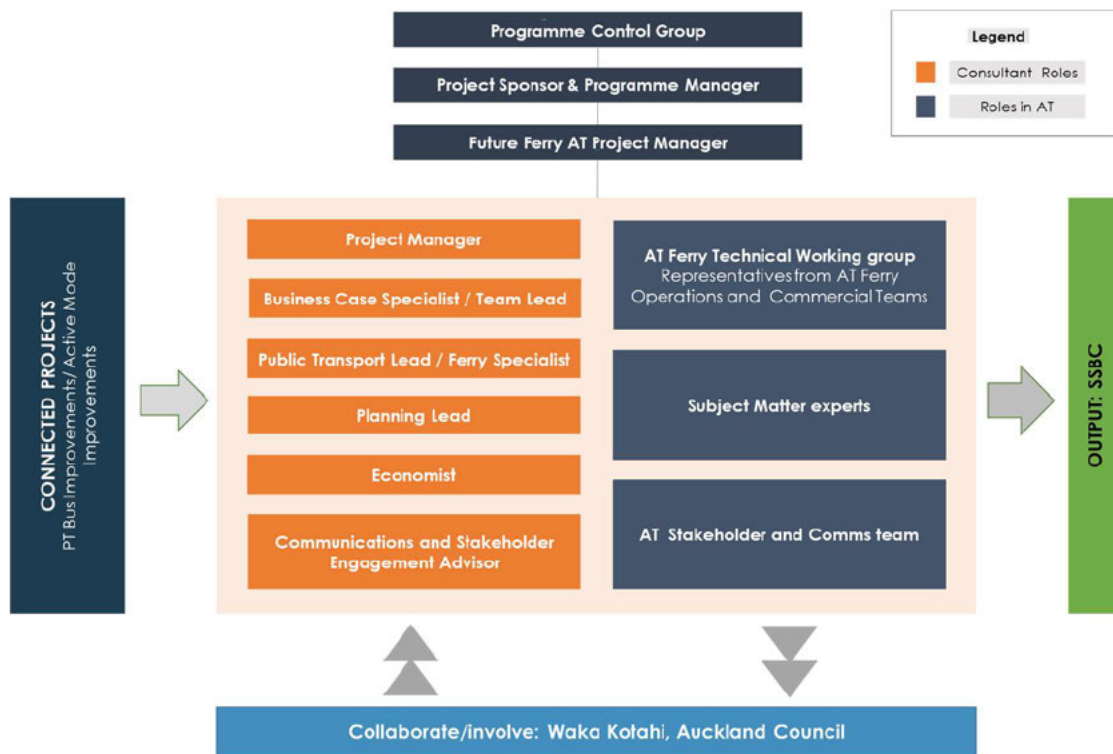 Programme Control Group
Project Sponsor & Programme Manager
Future Ferry AT Project Manager
Legend
Consultant Roles
Roles in AT
CONNECTED PROJECTS
PT Bus Improvements/ Active Mode
Improvements
Project Manager
Business Case Specialist / Team Lead
Public Transport Lead / Ferry Specialist
Planning Lead
Economist
Communications and Stakeholder
Engagement Advisor
AT Ferry Technical Working group
Representatives from AT Ferry
Operations and Commercial Teams
Subject Matter experts
AT Stakeholder and Comms team
OUTPUT: SSBC
Collaborate/involve: Waka Kotahi, Auckland Council